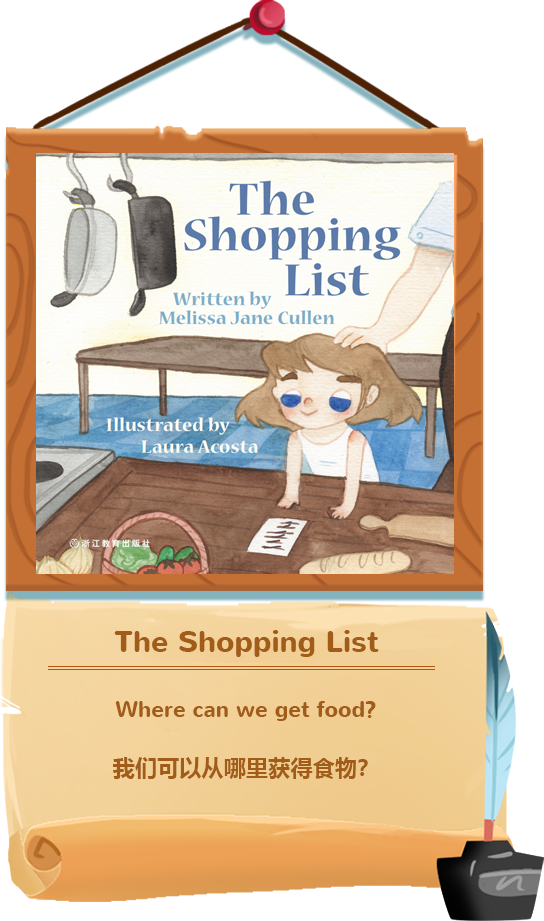 The
Shopping
List
Written by
Melissa Jane Cullen
Illustrated by
Laura Acosta
浙江教育出版社
The Shopping List
Where can we get food?
我们可以从哪里获得食物?